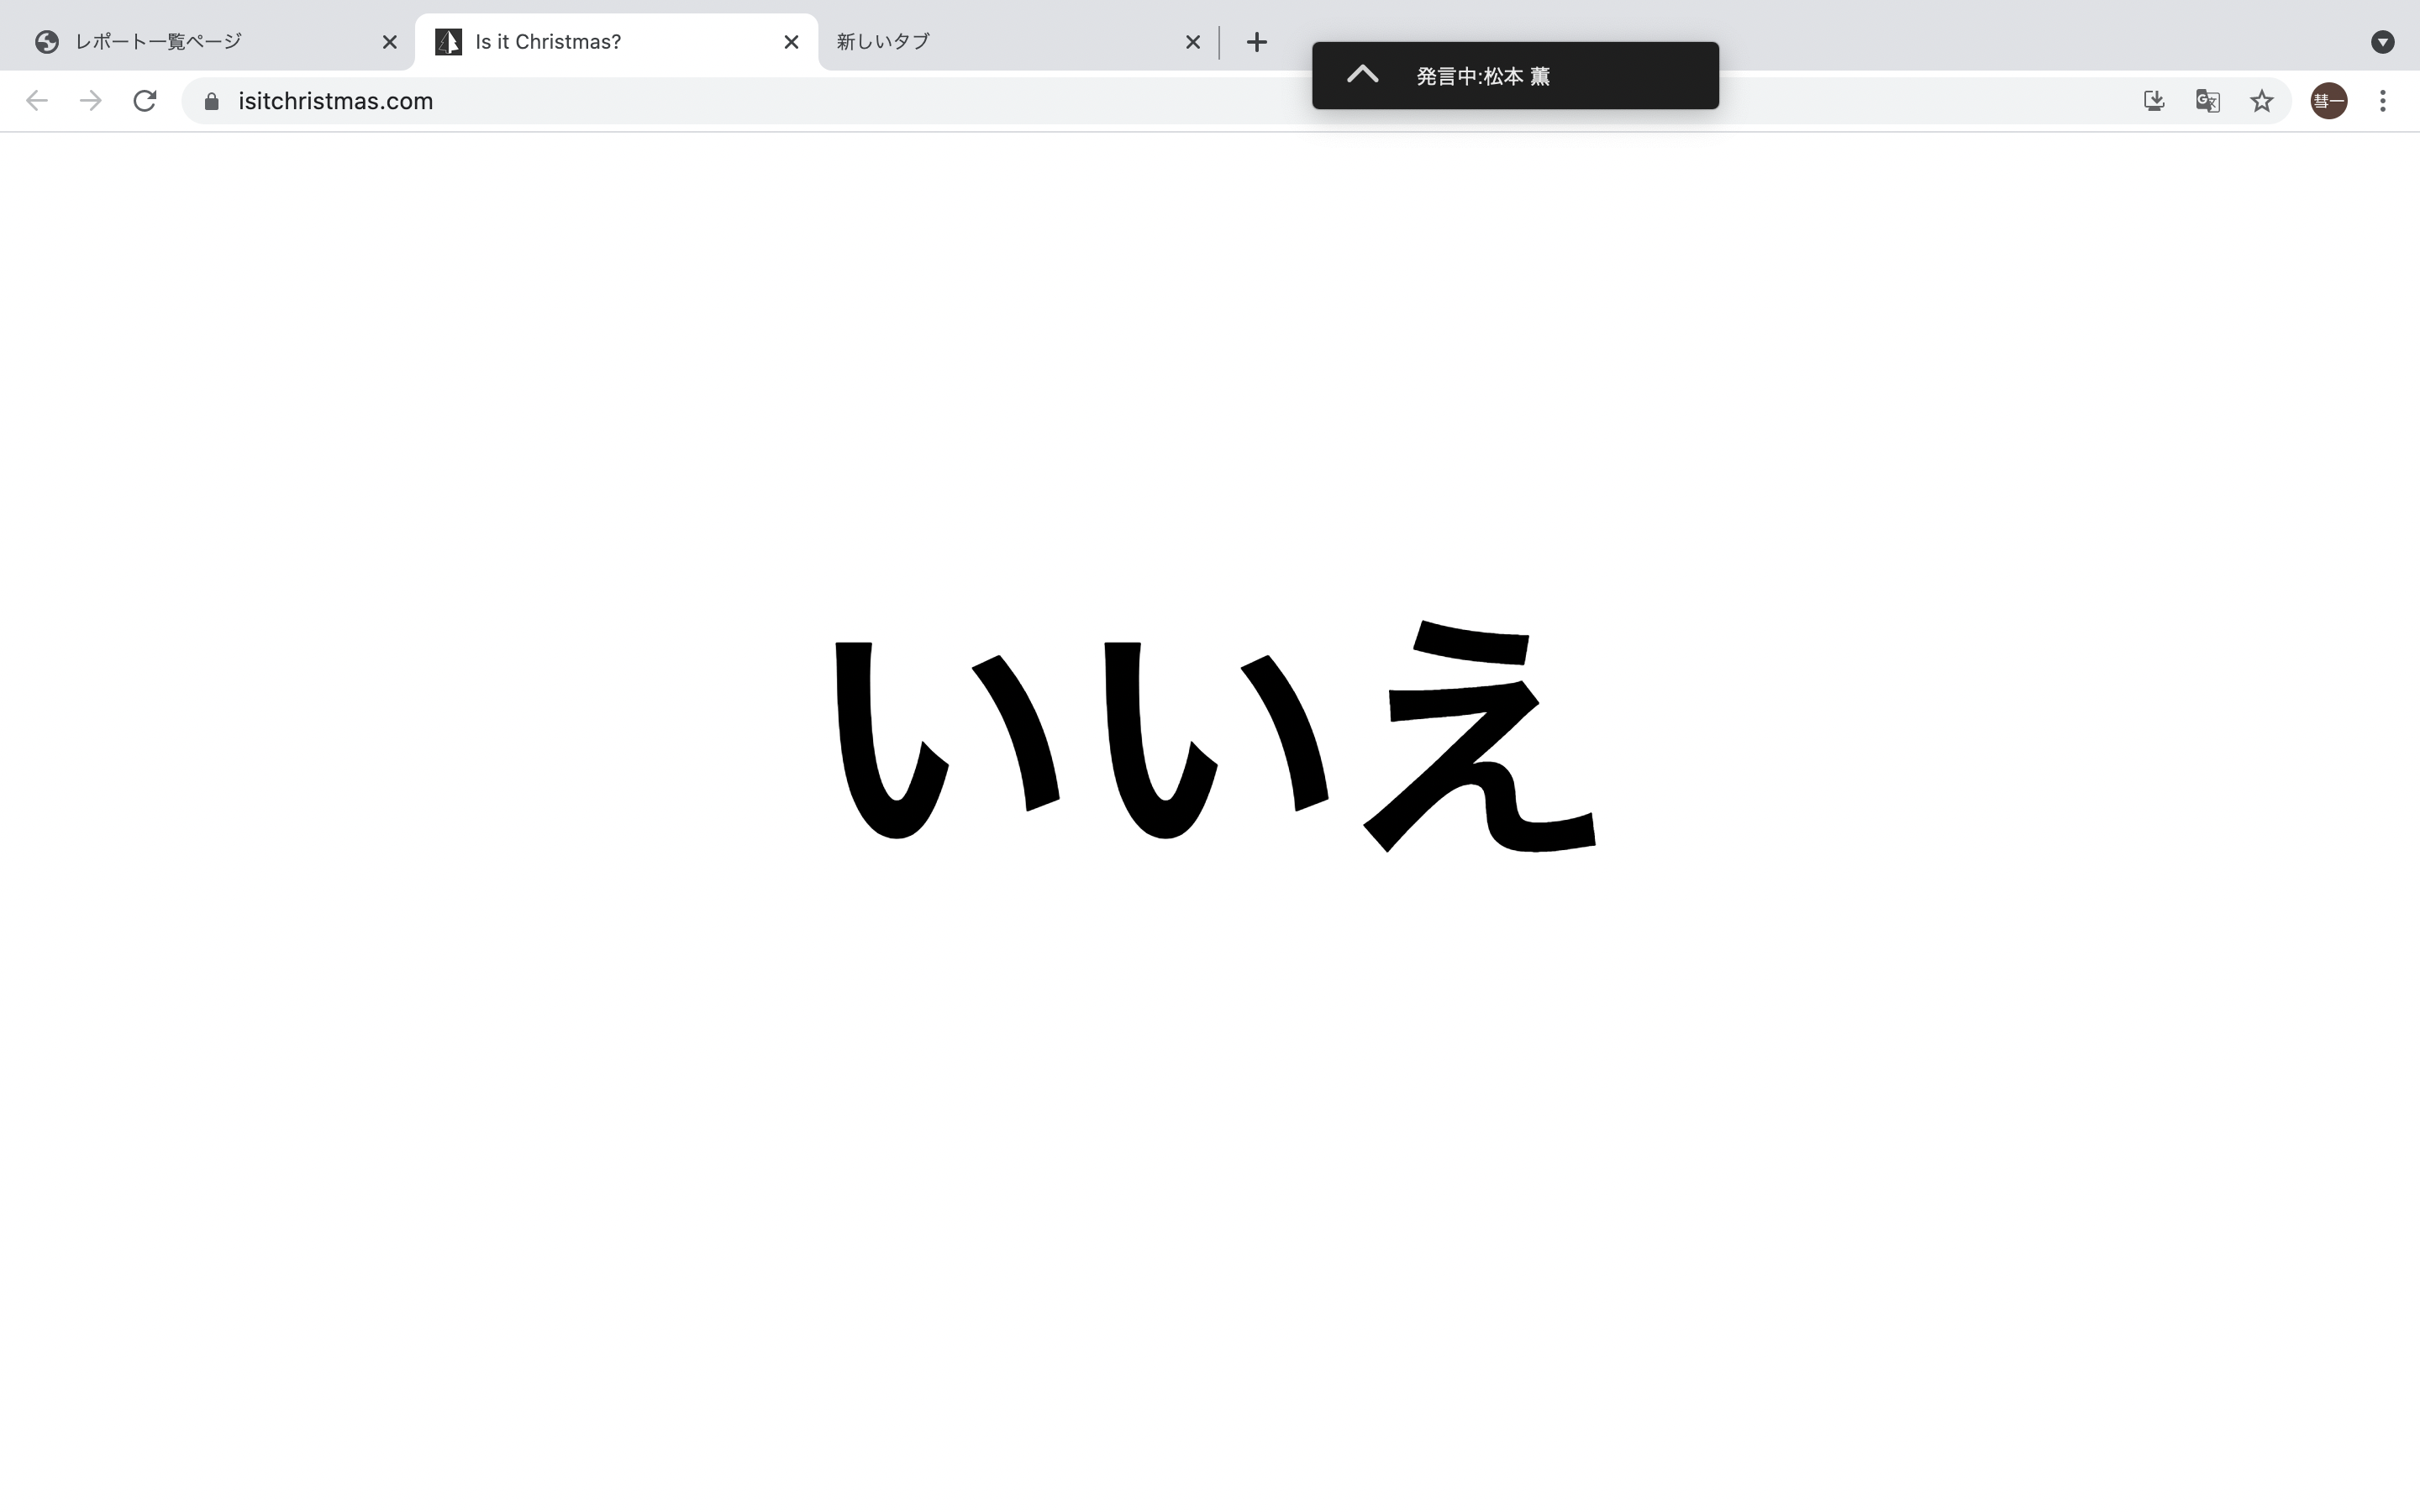 レポート一覧ページ
Is it Christmas?
新しいタブ
発言中:松本 薫
isitchristmas.com
彗一
いいえ